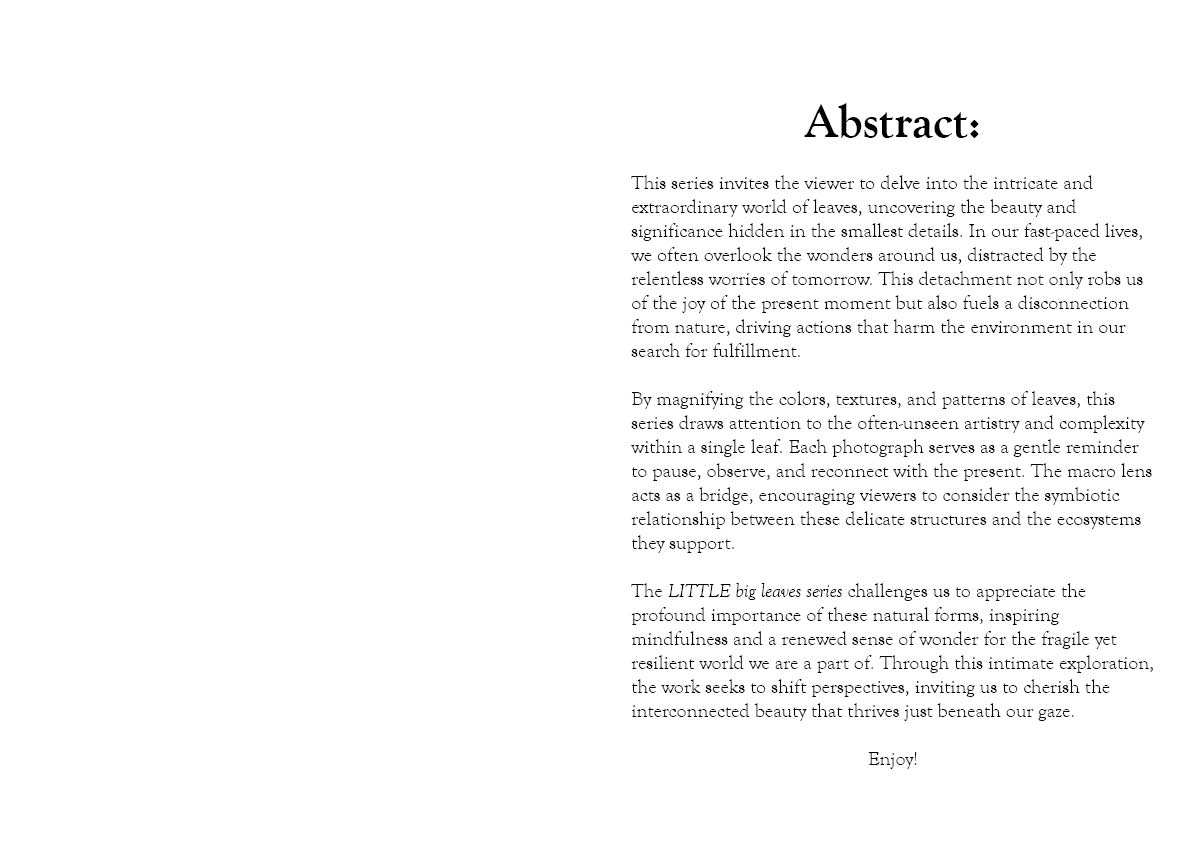 Abstract:
This series invites the viewer to delve into the intricate and
extraordinary world of leaves, uncovering the beauty and
significance hidden in the smallest details. In our fast-paced lives,
we often overlook the wonders around us, distracted by the
relentless worries of tomorrow. This detachment not only robs us
of the joy of the present moment but also fuels a disconnection
from nature, driving actions that harm the environment in our
search for fulfillment.
By magnifying the colors, textures, and patterns of leaves, this
series draws attention to the often-unseen artistry and complexity
within a single leaf. Each photograph serves as a gentle reminder
to pause, observe, and reconnect with the present. The macro lens
acts as a bridge, encouraging viewers to consider the symbiotic
relationship between these delicate structures and the ecosystems
they support.
The LITTLE big leaves series challenges us to appreciate the
profound importance of these natural forms, inspiring
mindfulness and a renewed sense of wonder for the fragile yet
resilient world we are a part of. Through this intimate exploration,
the work seeks to shift perspectives, inviting us to cherish the
interconnected beauty that thrives just beneath our gaze.
Enjoy!